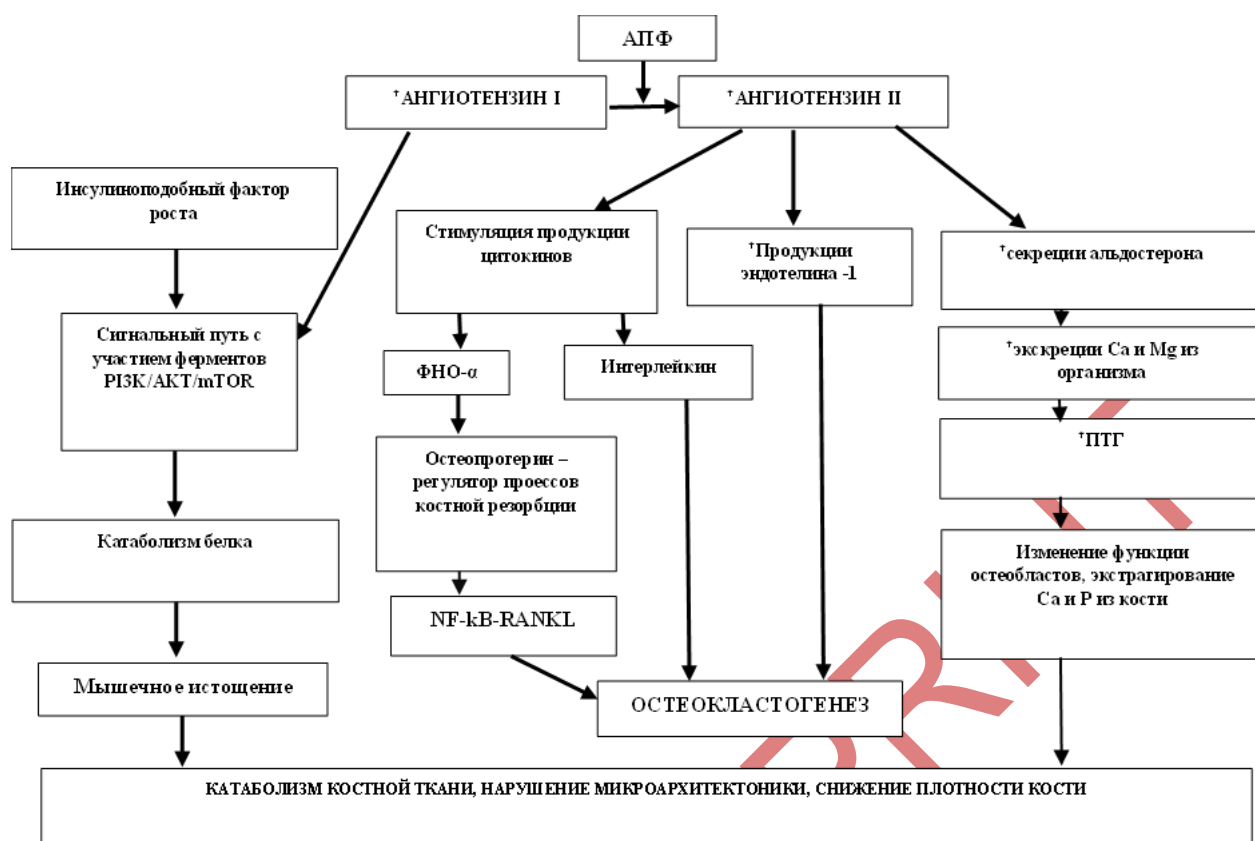 АПФ
†АНГИОТЕНЗИН I
†АНГИОТЕНЗИН II
Инсулиноподобный фактор
роста
Стимуляция продукции
цитокинов
†Продукции
эндотелина -1
†секреции альдостерона
Сигнальный путь с
участием ферментов
PI3K/AKT/mTOR
ФНО-α
Интерлейкин
†экскреции Ca и Mg из
организма
†ПТГ
Остеопрогерин –
регулятор проессов
костной резорбции
Катаболизм белка
Изменение функции
остеобластов, экстрагирование
Ca и P из кости
NF-kB-RANKL
Мышечное истощение
ОСТЕОКЛАСТОГЕНЕЗ
КАТАБОЛИЗМ КОСТНОЙ ТКАНИ, НАРУШЕНИЕ МИКРОАРХИТЕКТОНИКИ, СНИЖЕНИЕ ПЛОТНОСТИ КОСТИ